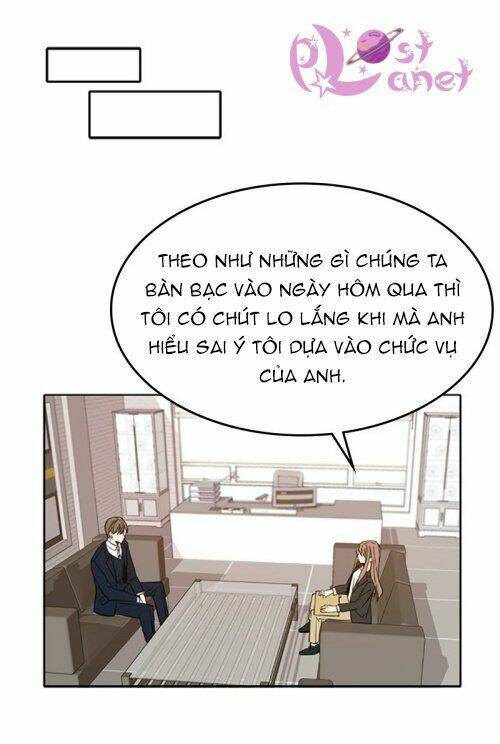 Lost
Planet
THEO NHƯ NHỮNG GÌ CHÚNG TA
BÀN BẠC VÀO NGÀY HÔM QUA THÌ
TÔI CÓ CHÚT LO LẮNG KHI MÀ ANH
HIỂU SAI Ý TÔI DỰA VÀO CHỨC VỤ
CỦA ANH.